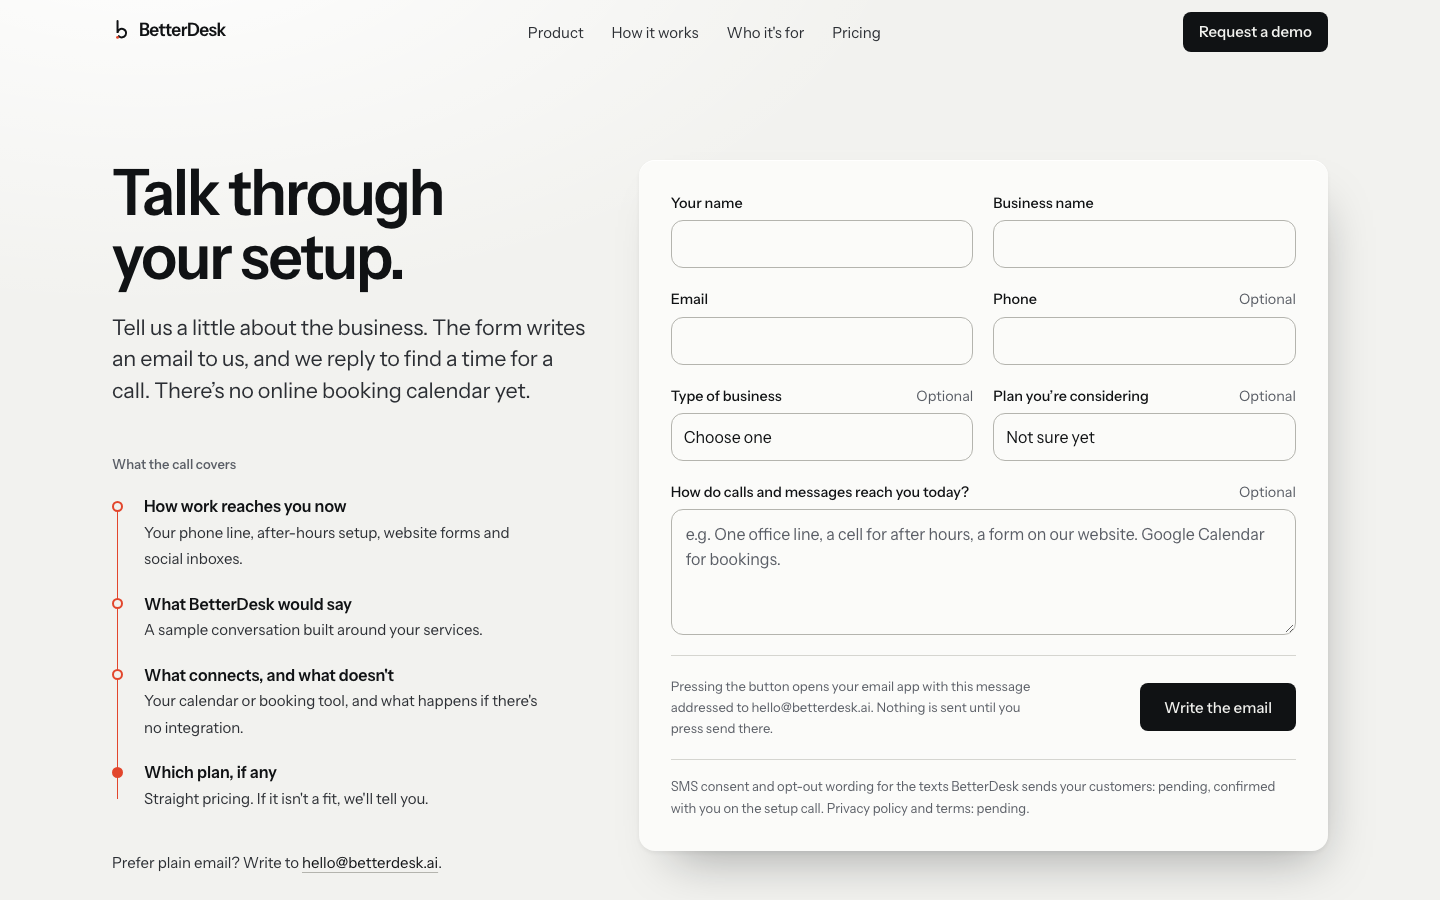 BetterDesk
Product
How it works
Who it's for
Pricing
Request a demo
Talk through
your setup.
Tell us a little about the business. The form writes
an email to us, and we reply to find a time for a
call. There’s no online booking calendar yet.
What the call covers
How work reaches you now
Your phone line, after-hours setup, website forms and
social inboxes.
What BetterDesk would say
A sample conversation built around your services.
What connects, and what doesn't
Your calendar or booking tool, and what happens if there's
no integration.
Which plan, if any
Straight pricing. If it isn't a fit, we'll tell you.
Prefer plain email? Write to hello@betterdesk.ai.
Your name
Business name
Email
Phone
Optional
Type of business
Optional
Plan you’re considering
Optional
Choose one
Not sure yet
How do calls and messages reach you today?
Optional
e.g. One office line, a cell for after hours, a form on our website. Google Calendar
for bookings.
Pressing the button opens your email app with this message
addressed to hello@betterdesk.ai. Nothing is sent until you
press send there.
Write the email
SMS consent and opt-out wording for the texts BetterDesk sends your customers: pending, confirmed
with you on the setup call. Privacy policy and terms: pending.